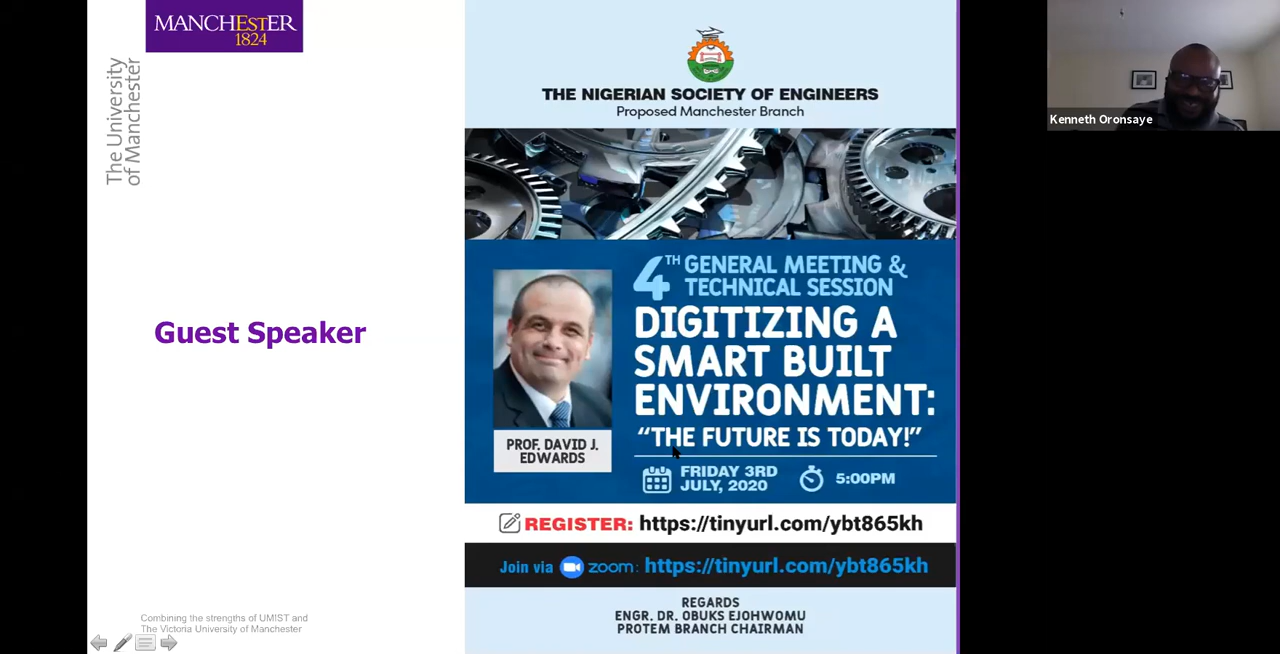 MANCHESTER
1824
The University
of Manchester
Guest Speaker
Combining the strengths of UMIST and
The Victoria University of Manchester
THE NIGERIAN SOCIETY OF ENGINEERS
Proposed Manchester Branch
4TH GENERAL MEETING &
TECHNICAL SESSION
DIGITIZING A
SMART BUILT
ENVIRONMENT:
“THE FUTURE IS TODAY!”
PROF. DAVID J.
EDWARDS
FRIDAY 3RD
JULY, 2020
5:00PM
REGISTER: https://tinyurl.com/ybt865kh
Join via zoom: https://tinyurl.com/ybt865kh
REGARDS
ENGR. DR. OBUKS EJOHWOMU
PROTEM BRANCH CHAIRMAN
Kenneth Oronsaye